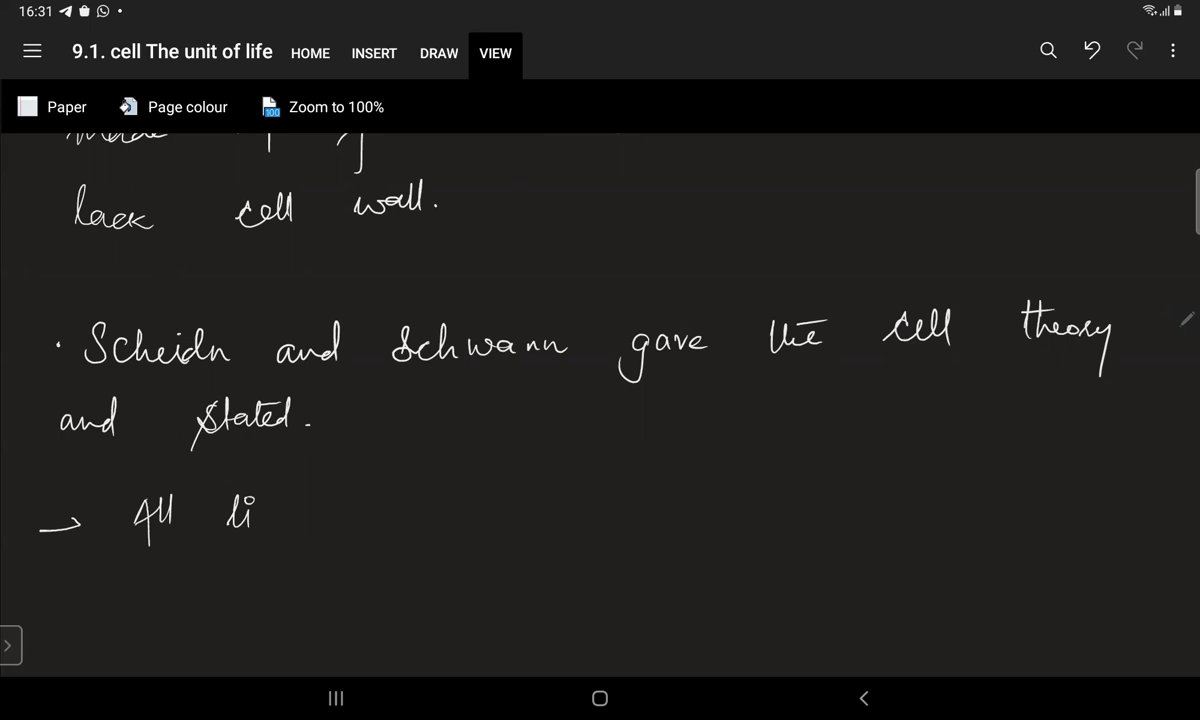 16:31
9.1. cell The unit of life HOME INSERT DRAW VIEW
Paper Page colour 100 Zoom to 100%
lack cell wall.
· Scheidn and Schwann gave the cell theory
and stated.
→ All li